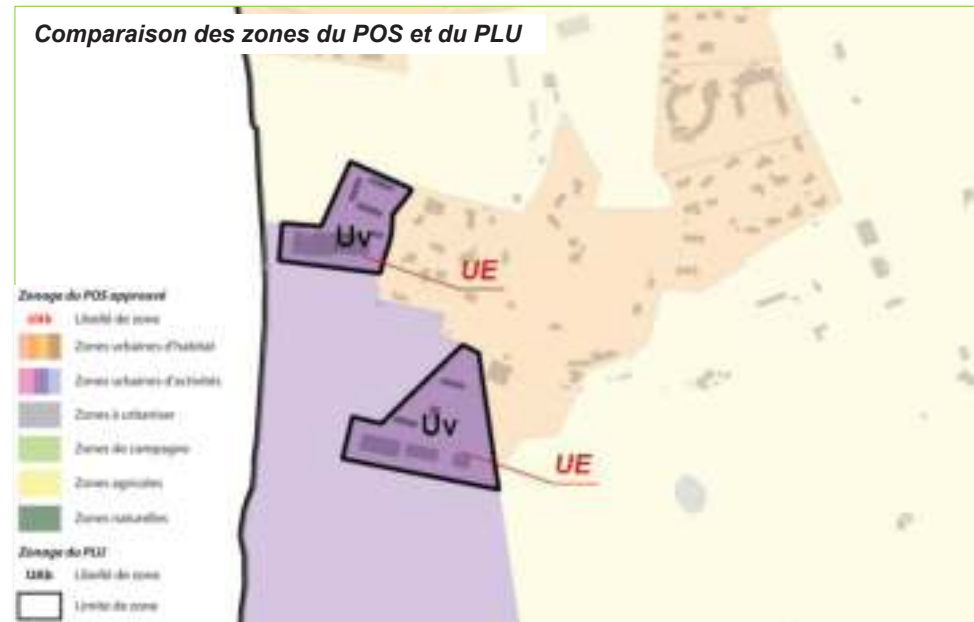 Comparaison des zones du POS et du PLU
Uv
UE
Uv
UE
Zonage du POS approuvé
UAb Libellé de zone
Zones urbaines d'habitat
Zones urbaines d'activités
Zones à urbaniser
Zones de campagne
Zones agricoles
Zones naturelles
Zonage du PLU
UAb Libellé de zone
Limite de zone